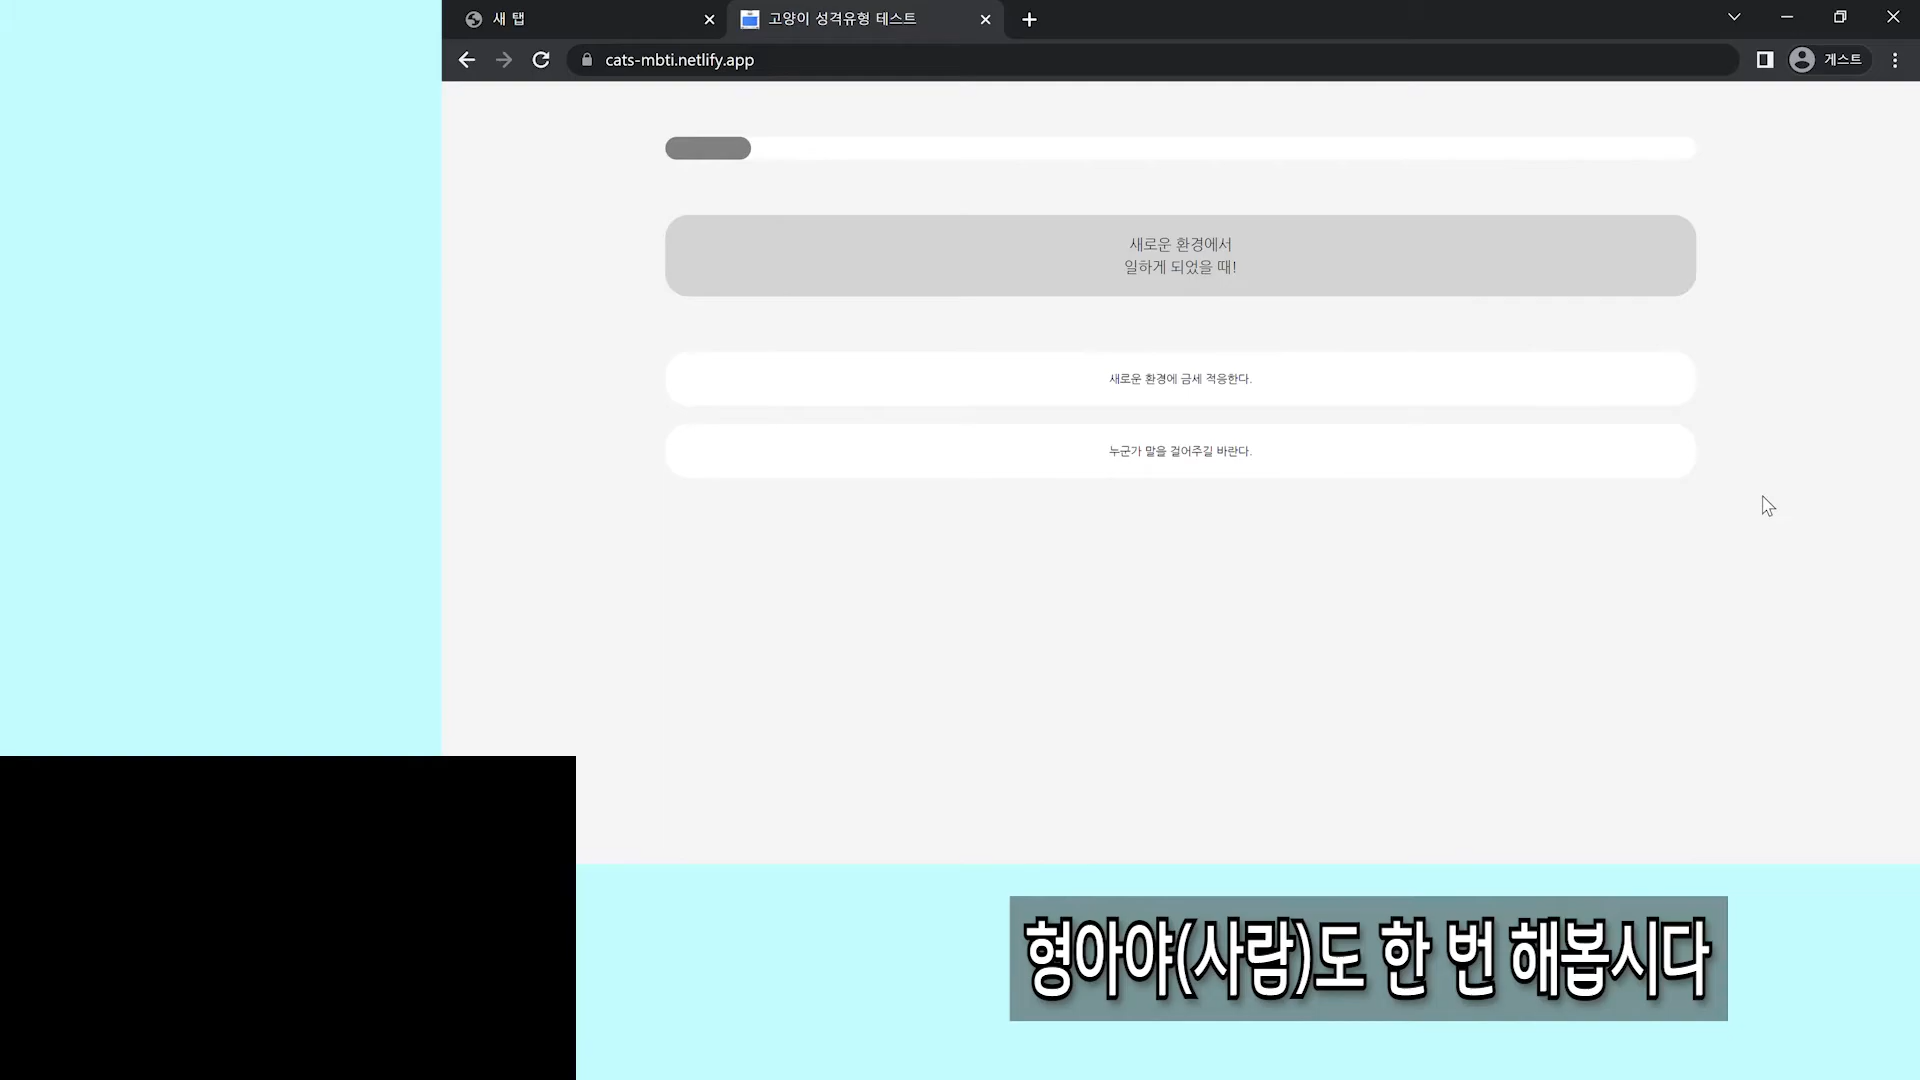 새 탭
고양이 성격유형 테스트
cats-mbti.netlify.app
게스트
새로운 환경에서
일하게 되었을 때!
새로운 환경에 금세 적응한다.
누군가 말을 걸어주길 바란다.
형아야(사람)도 한 번 해봅시다